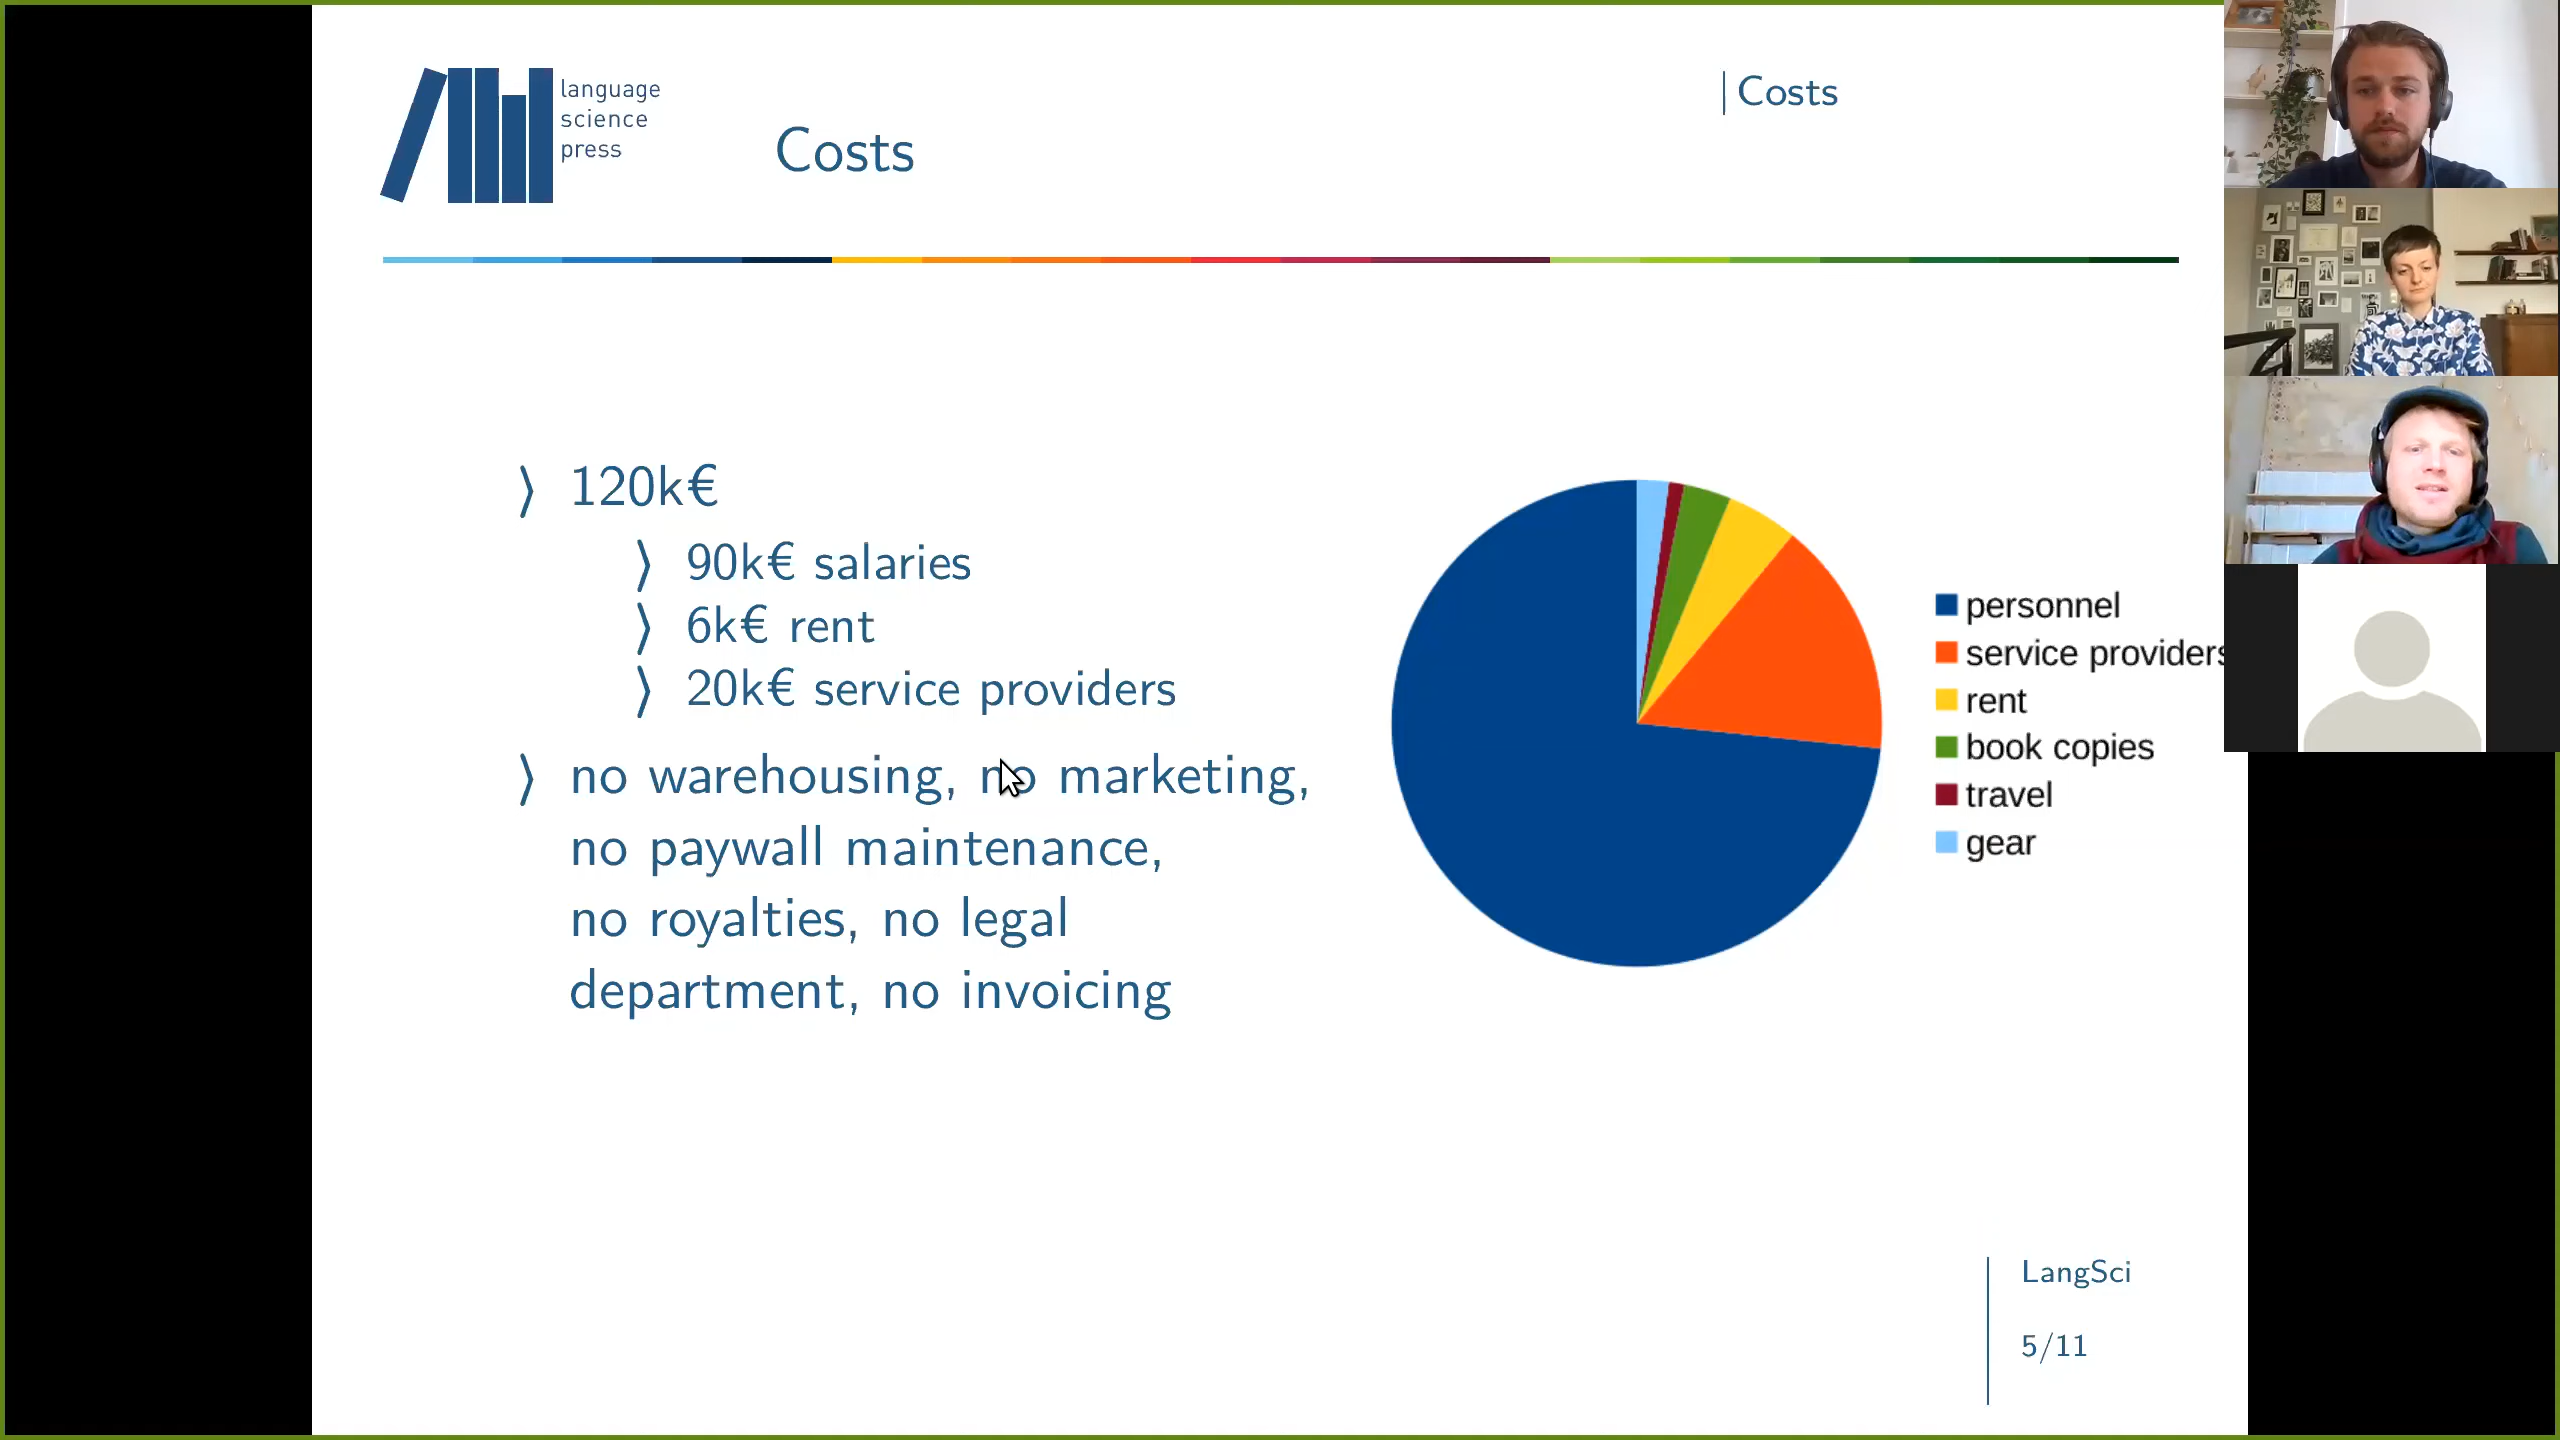 language
science
press
Costs
Costs
⟩ 120k€
⟩ 90k€ salaries
⟩ 6k€ rent
⟩ 20k€ service providers
⟩ no warehousing, no marketing,
no paywall maintenance,
no royalties, no legal
department, no invoicing
personnel
service providers
rent
book copies
travel
gear
LangSci
5/11